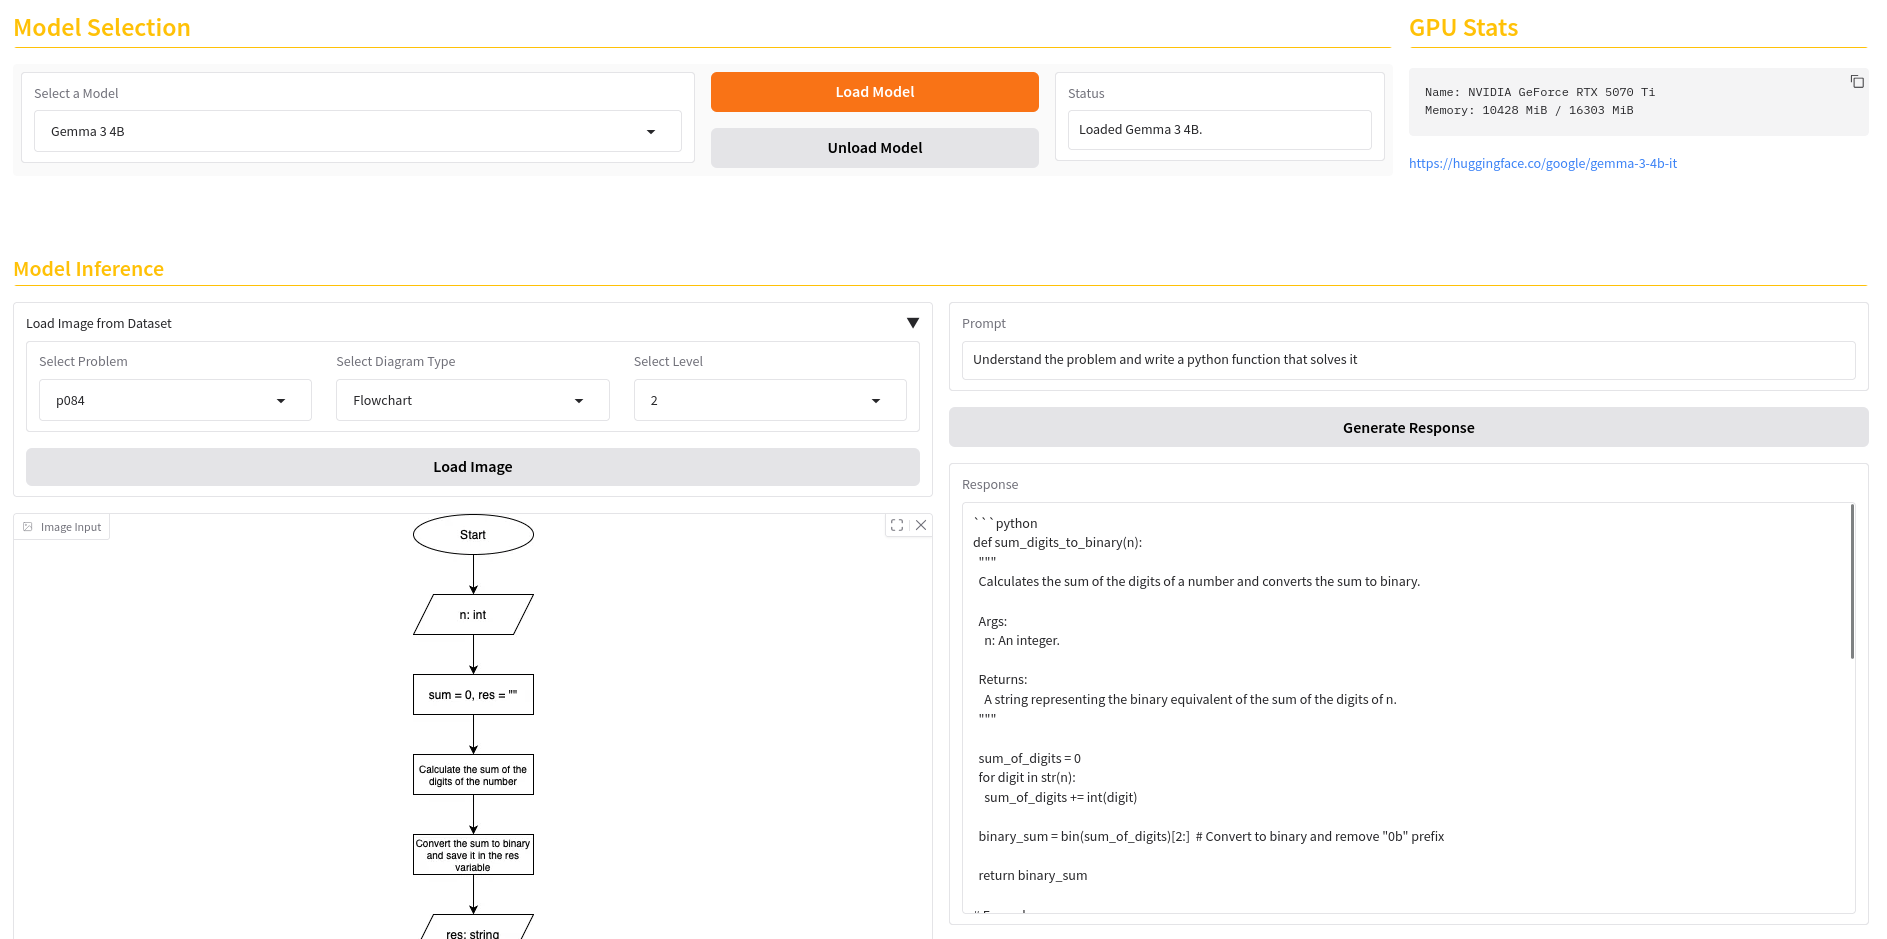 Model Selection
Select a Model
Gemma 3 4B
Load Model
Unload Model
Status
Loaded Gemma 3 4B.
GPU Stats
Name: NVIDIA GeForce RTX 5070 Ti
Memory: 10428 MiB / 16303 MiB
https://huggingface.co/google/gemma-3-4b-it
Model Inference
Load Image from Dataset
Select Problem
Select Diagram Type
Select Level
p084
Flowchart
2
Load Image
Image Input
Start
n: int
sum = 0, res = ""
Calculate the sum of the
digits of the number
Convert the sum to binary
and save it in the res
variable
res: string
Prompt
Understand the problem and write a python function that solves it
Generate Response
Response
```python
def sum_digits_to_binary(n):
"""
Calculates the sum of the digits of a number and converts the sum to binary.
Args:
n: An integer.
Returns:
A string representing the binary equivalent of the sum of the digits of n.
"""
sum_of_digits = 0
for digit in str(n):
sum_of_digits += int(digit)
binary_sum = bin(sum_of_digits)[2:]  # Convert to binary and remove "0b" prefix
return binary_sum